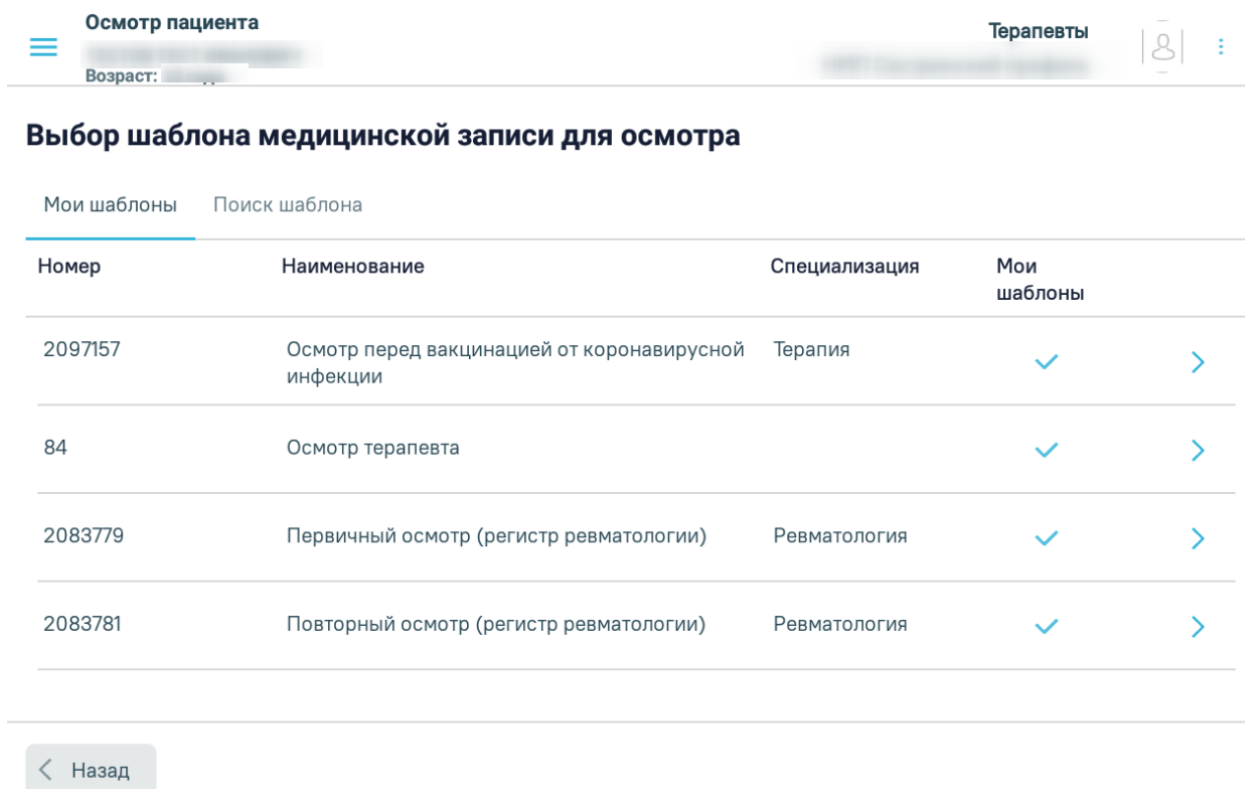 Осмотр пациента
Терапевты
Возраст:
Выбор шаблона медицинской записи для осмотра
Мои шаблоны Поиск шаблона
Номер Наименование Специализация Мои
шаблоны
2097157 Осмотр перед вакцинацией от коронавирусной Терапия
инфекции
84 Осмотр терапевта
2083779 Первичный осмотр (регистр ревматологии) Ревматология
2083781 Повторный осмотр (регистр ревматологии) Ревматология
Назад